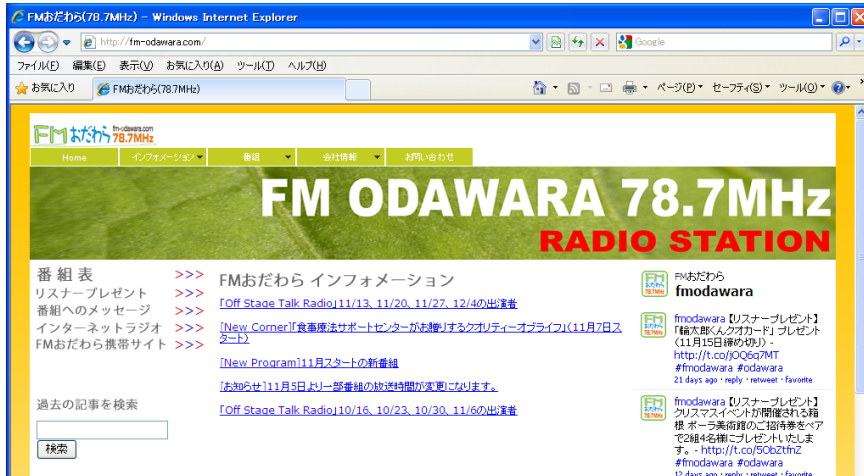 FMおだわら(78.7MHz) - Windows Internet Explorer
http://fm-odawara.com/
Google
ファイル(F) 編集(E) 表示(V) お気に入り(A) ツール(T) ヘルプ(H)
お気に入り FMおだわら(78.7MHz) ページ(P) セーフティ(S) ツール(O)
FMおだわら fm-odawara.com 78.7MHz
Home インフォメーション 番組 会社情報 お問い合わせ
FM ODAWARA 78.7MHz
RADIO STATION
番組表 >>>
リスナープレゼント >>>
番組へのメッセージ >>>
インターネットラジオ >>>
FMおだわら携帯サイト >>>
過去の記事を検索
検索
FMおだわら インフォメーション
「Off Stage Talk Radio」11/13、11/20、11/27、12/4の出演者
[New Corner]「食事療法サポートセンターがお贈りするクオリティーオブライフ」(11月7日ス
タート)
[New Program]11月スタートの新番組
[お知らせ]11月5日より一部番組の放送時間が変更になります。
「Off Stage Talk Radio」10/16、10/23、10/30、11/6の出演者
FMおだわら
fmodawara
fmodawara 【リスナープレゼント】
「輪太郎くんクオカード」プレゼント
(11月15日締め切り) -
http://t.co/jOQ6q7MT
#fmodawara #odawara
21 days ago · reply · retweet · favorite
fmodawara 【リスナープレゼント】
クリスマスイベントが開催される箱
根 ポーラ美術館のご招待券をペア
で2組4名様にプレゼントいたしま
す。 - http://t.co/5ObZtfnZ
#fmodawara #odawara
12 days ago · reply · retweet · favorite